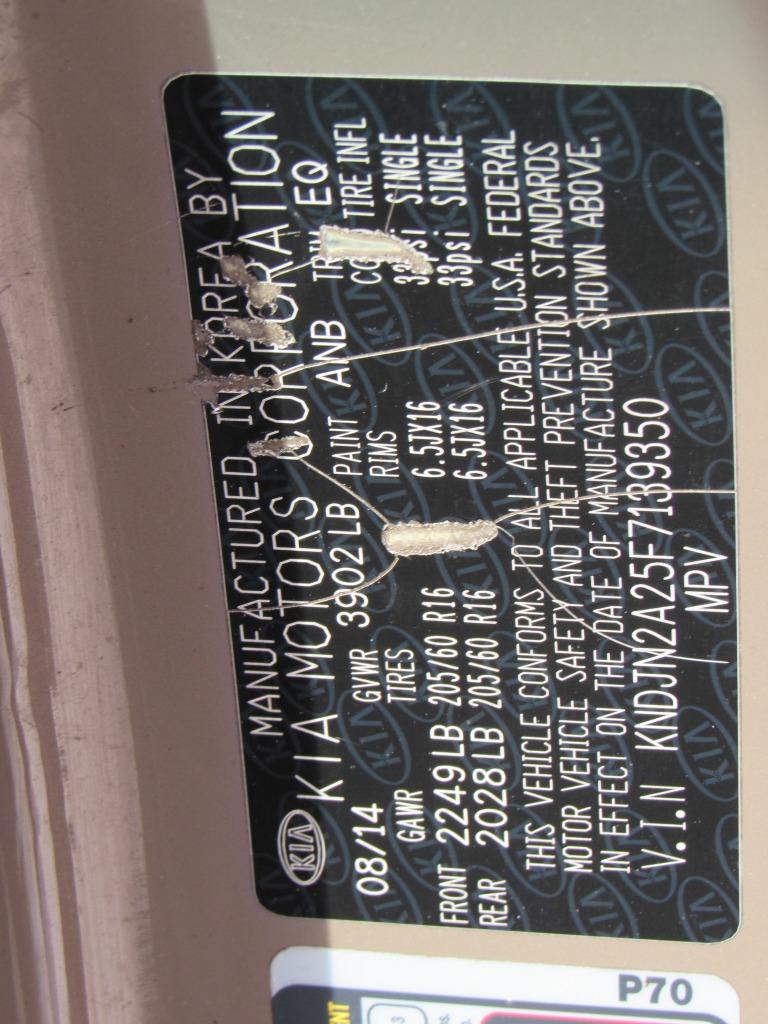 MANUFACTURED IN KOREA BY
KIA KIA MOTORS CORPORATION
08/14 GVWR 3902LB PAINT ANB TRIM EQ
GAWR TIRES RIMS COLD TIRE INFL
FRONT 2249LB 205/60 R16 6.5JX16 33psi SINGLE
REAR 2028LB 205/60 R16 6.5JX16 33psi SINGLE
THIS VEHICLE CONFORMS TO ALL APPLICABLE U.S.A. FEDERAL
MOTOR VEHICLE SAFETY AND THEFT PREVENTION STANDARDS
IN EFFECT ON THE DATE OF MANUFACTURE SHOWN ABOVE.
V.I.N KNDJN2A25F7139350
MPV
P70